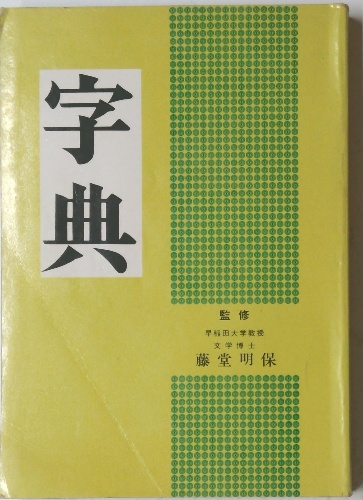 字典
監修
早稲田大学教授
文学博士
藤堂明保